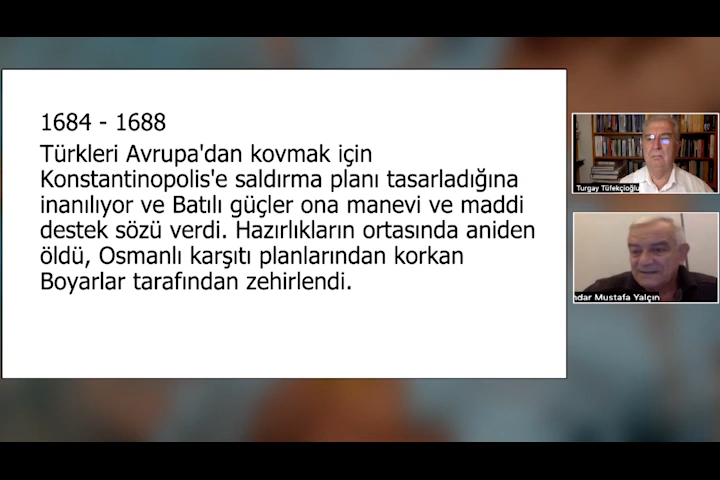 1684 - 1688
Türkleri Avrupa'dan kovmak için
Konstantinopolis'e saldırma planı tasarladığına
inanılıyor ve Batılı güçler ona manevi ve maddi
destek sözü verdi. Hazırlıkların ortasında aniden
öldü, Osmanlı karşıtı planlarından korkan
Boyarlar tarafından zehirlendi.
Turgay Tüfekçioğlu
Mustafa Yalçın